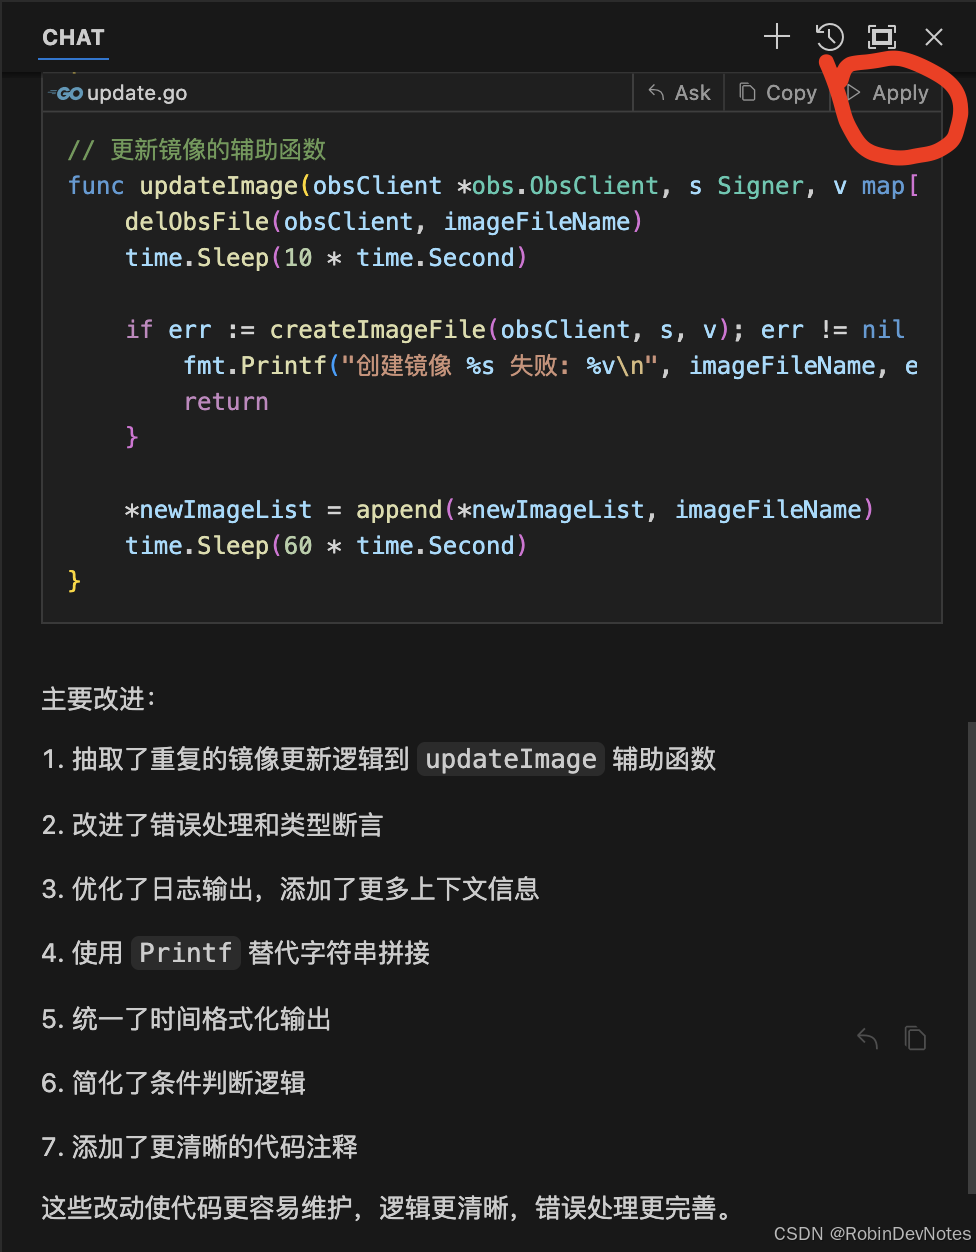 CHAT
GO update.go Ask Copy Apply
// 更新镜像的辅助函数
func updateImage(obsClient *obs.ObsClient, s Signer, v map[
    delObsFile(obsClient, imageFileName)
    time.Sleep(10 * time.Second)
    if err := createImageFile(obsClient, s, v); err != nil
        fmt.Printf("创建镜像 %s 失败: %v\n", imageFileName, e
        return
    }
    *newImageList = append(*newImageList, imageFileName)
    time.Sleep(60 * time.Second)
}
主要改进：
1. 抽取了重复的镜像更新逻辑到 updateImage 辅助函数
2. 改进了错误处理和类型断言
3. 优化了日志输出，添加了更多上下文信息
4. 使用 Printf 替代字符串拼接
5. 统一了时间格式化输出
6. 简化了条件判断逻辑
7. 添加了更清晰的代码注释
这些改动使代码更容易维护，逻辑更清晰，错误处理更完善。
CSDN @RobinDevNotes